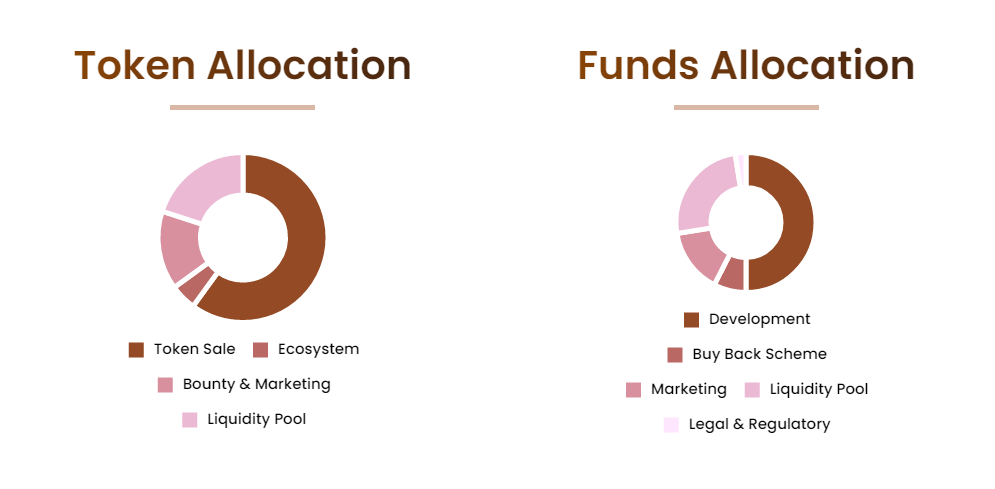 Token Allocation
Token Sale Ecosystem
Bounty & Marketing
Liquidity Pool
Funds Allocation
Development
Buy Back Scheme
Marketing Liquidity Pool
Legal & Regulatory